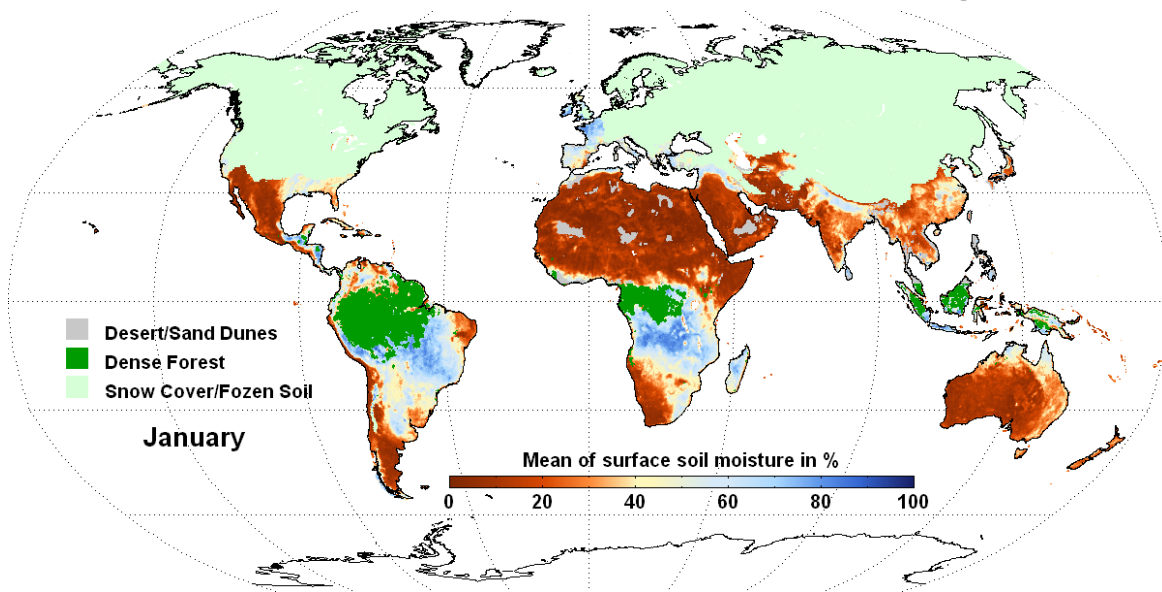 Desert/Sand Dunes
Dense Forest
Snow Cover/Fozen Soil
January
Mean of surface soil moisture in %
0 20 40 60 80 100